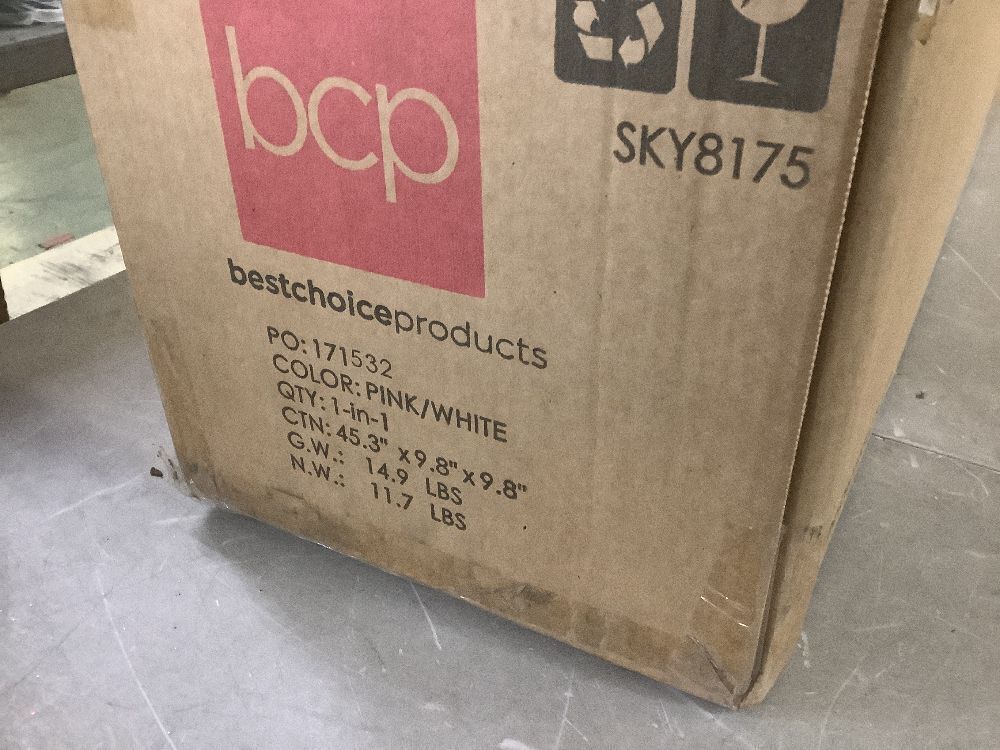 bcp
SKY8175
bestchoiceproducts
PO: 171532
COLOR: PINK/WHITE
QTY: 1-in-1
CTN: 45.3" x 9.8" x 9.8"
G.W.: 14.9 LBS
N.W.: 11.7 LBS